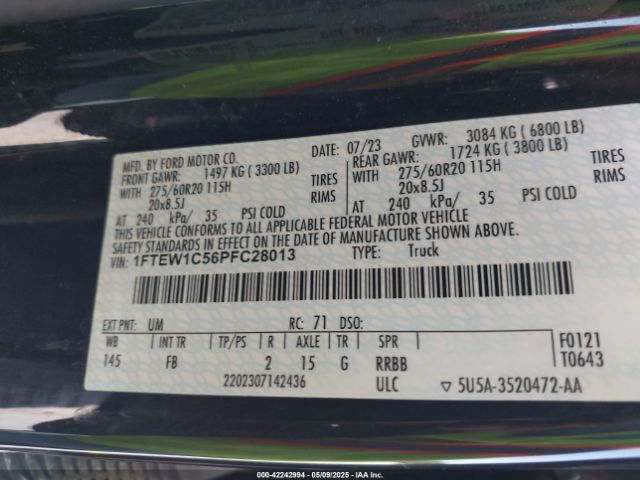 MFD. BY FORD MOTOR CO.
DATE: 07/23 GVWR: 3084 KG (6800 LB)
FRONT GAWR: 1497 KG (3300 LB)
REAR GAWR: 1724 KG (3800 LB)
WITH 275/60R20 115H TIRES
WITH 275/60R20 115H TIRES
20x8.5J RIMS
20x8.5J RIMS
AT 240 kPa/ 35 PSI COLD
AT 240 kPa/ 35 PSI COLD
THIS VEHICLE CONFORMS TO ALL APPLICABLE FEDERAL MOTOR VEHICLE
SAFETY STANDARDS IN EFFECT ON THE DATE OF MANUFACTURE SHOWN ABOVE.
VIN: 1FTEW1C56PFC28013 TYPE: Truck
EXT PNT: UM RC: 71 DSO:
WB INT TR TP/PS R AXLE TR SPR
145 FB 2 15 G RRBB
F0121
T0643
2202307142436 ULC ▽ 5U5A-3520472-AA
000-42242994 - 05/09/2025 - IAAI